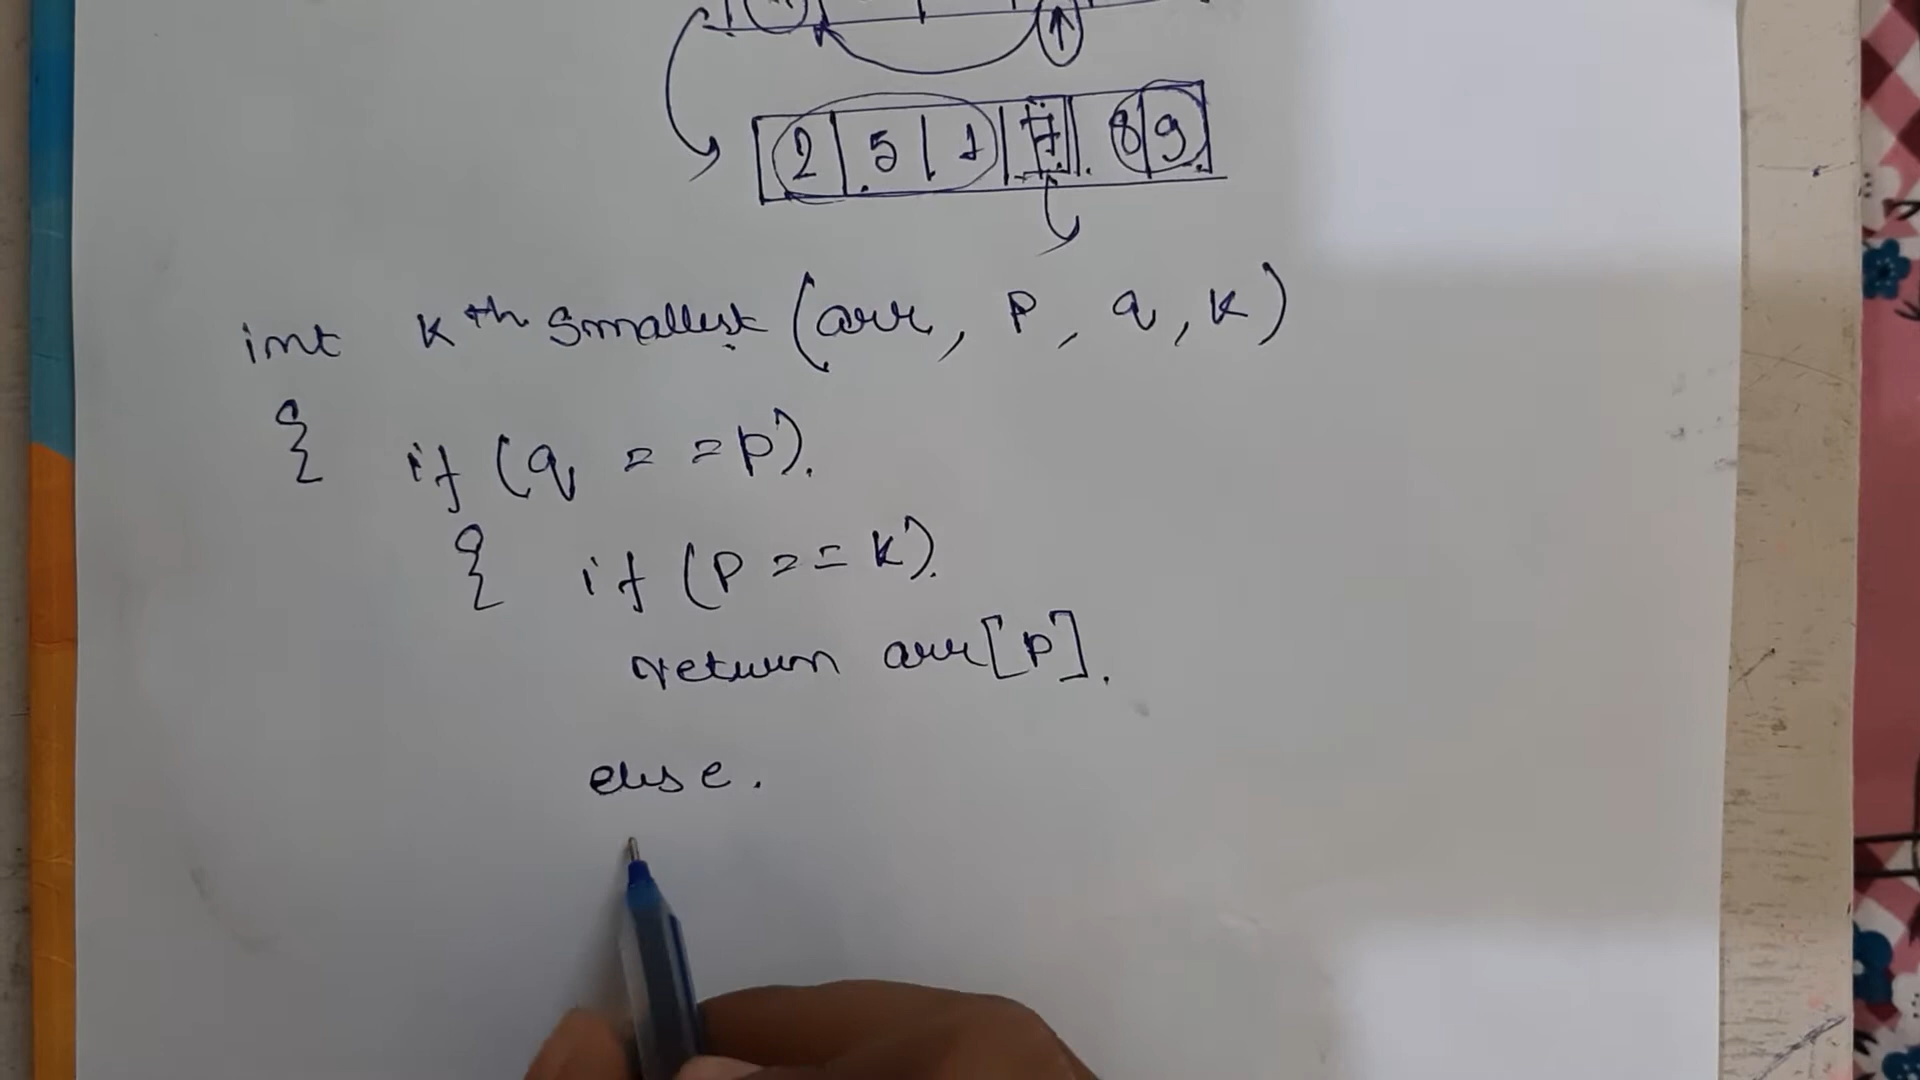 2 5 1 7 8 9
int kth smallest (arr, p, q, k)
{ if (q == p).
{ if (p == k).
return arr[p].
else.